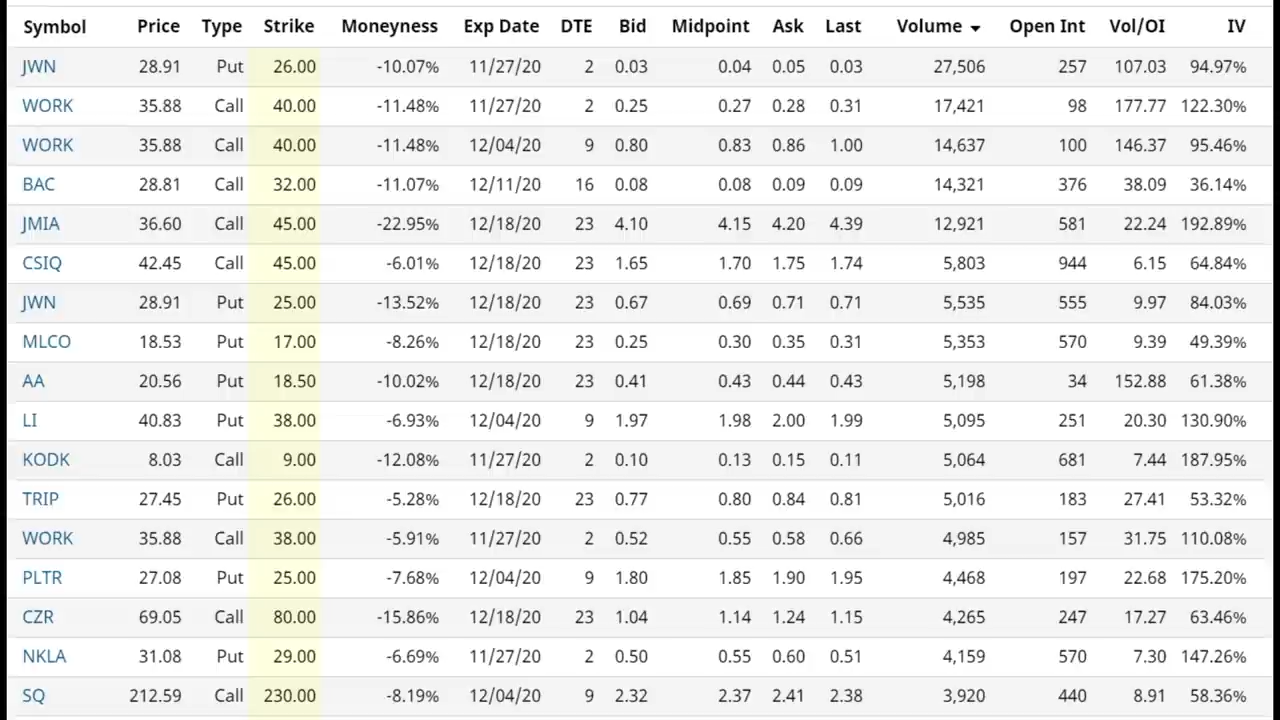 Symbol Price Type Strike Moneyness Exp Date DTE Bid Midpoint Ask Last Volume Open Int Vol/OI IV
JWN 28.91 Put 26.00 -10.07% 11/27/20 2 0.03 0.04 0.05 0.03 27,506 257 107.03 94.97%
WORK 35.88 Call 40.00 -11.48% 11/27/20 2 0.25 0.27 0.28 0.31 17,421 98 177.77 122.30%
WORK 35.88 Call 40.00 -11.48% 12/04/20 9 0.80 0.83 0.86 1.00 14,637 100 146.37 95.46%
BAC 28.81 Call 32.00 -11.07% 12/11/20 16 0.08 0.08 0.09 0.09 14,321 376 38.09 36.14%
JMIA 36.60 Call 45.00 -22.95% 12/18/20 23 4.10 4.15 4.20 4.39 12,921 581 22.24 192.89%
CSIQ 42.45 Call 45.00 -6.01% 12/18/20 23 1.65 1.70 1.75 1.74 5,803 944 6.15 64.84%
JWN 28.91 Put 25.00 -13.52% 12/18/20 23 0.67 0.69 0.71 0.71 5,535 555 9.97 84.03%
MLCO 18.53 Put 17.00 -8.26% 12/18/20 23 0.25 0.30 0.35 0.31 5,353 570 9.39 49.39%
AA 20.56 Put 18.50 -10.02% 12/18/20 23 0.41 0.43 0.44 0.43 5,198 34 152.88 61.38%
LI 40.83 Put 38.00 -6.93% 12/04/20 9 1.97 1.98 2.00 1.99 5,095 251 20.30 130.90%
KODK 8.03 Call 9.00 -12.08% 11/27/20 2 0.10 0.13 0.15 0.11 5,064 681 7.44 187.95%
TRIP 27.45 Put 26.00 -5.28% 12/18/20 23 0.77 0.80 0.84 0.81 5,016 183 27.41 53.32%
WORK 35.88 Call 38.00 -5.91% 11/27/20 2 0.52 0.55 0.58 0.66 4,985 157 31.75 110.08%
PLTR 27.08 Put 25.00 -7.68% 12/04/20 9 1.80 1.85 1.90 1.95 4,468 197 22.68 175.20%
CZR 69.05 Call 80.00 -15.86% 12/18/20 23 1.04 1.14 1.24 1.15 4,265 247 17.27 63.46%
NKLA 31.08 Put 29.00 -6.69% 11/27/20 2 0.50 0.55 0.60 0.51 4,159 570 7.30 147.26%
SQ 212.59 Call 230.00 -8.19% 12/04/20 9 2.32 2.37 2.41 2.38 3,920 440 8.91 58.36%